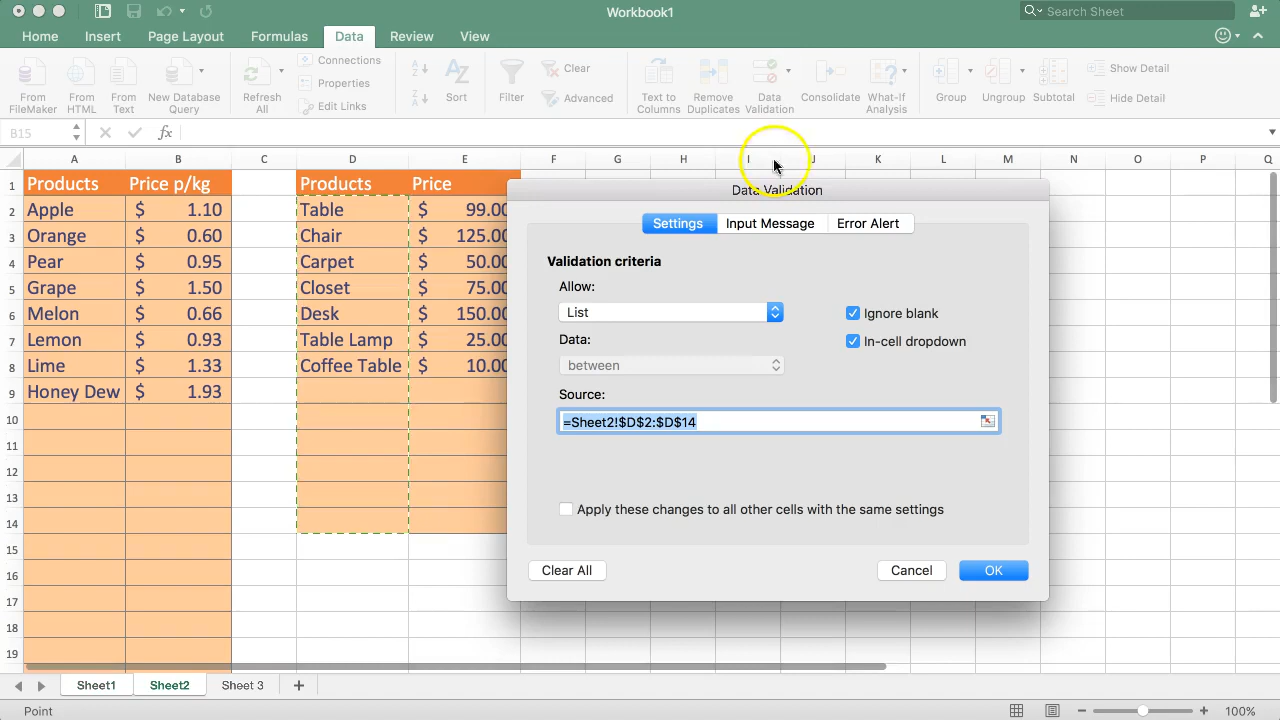 Workbook1
Search Sheet
Home Insert Page Layout Formulas Data Review View
From FileMaker
From HTML
From Text
New Database Query
Refresh All
Connections
Properties
Edit Links
Sort
Filter
Clear
Advanced
Text to Columns
Remove Duplicates
Data Validation
Consolidate
What-If Analysis
Group
Ungroup
Subtotal
Show Detail
Hide Detail
B15 fx
A B C D E F G H I J K L M N O P Q
1 Products Price p/kg Products Price
2 Apple $ 1.10 Table $ 99.00
3 Orange $ 0.60 Chair $ 125.00
4 Pear $ 0.95 Carpet $ 50.00
5 Grape $ 1.50 Closet $ 75.00
6 Melon $ 0.66 Desk $ 150.00
7 Lemon $ 0.93 Table Lamp $ 25.00
8 Lime $ 1.33 Coffee Table $ 10.00
9 Honey Dew $ 1.93
10
11
12
13
14
15
16
17
18
19
Data Validation
Settings Input Message Error Alert
Validation criteria
Allow:
List
Ignore blank
Data:
In-cell dropdown
between
Source:
=Sheet2!$D$2:$D$14
Apply these changes to all other cells with the same settings
Clear All Cancel OK
Sheet1 Sheet2 Sheet 3 +
Point 100%